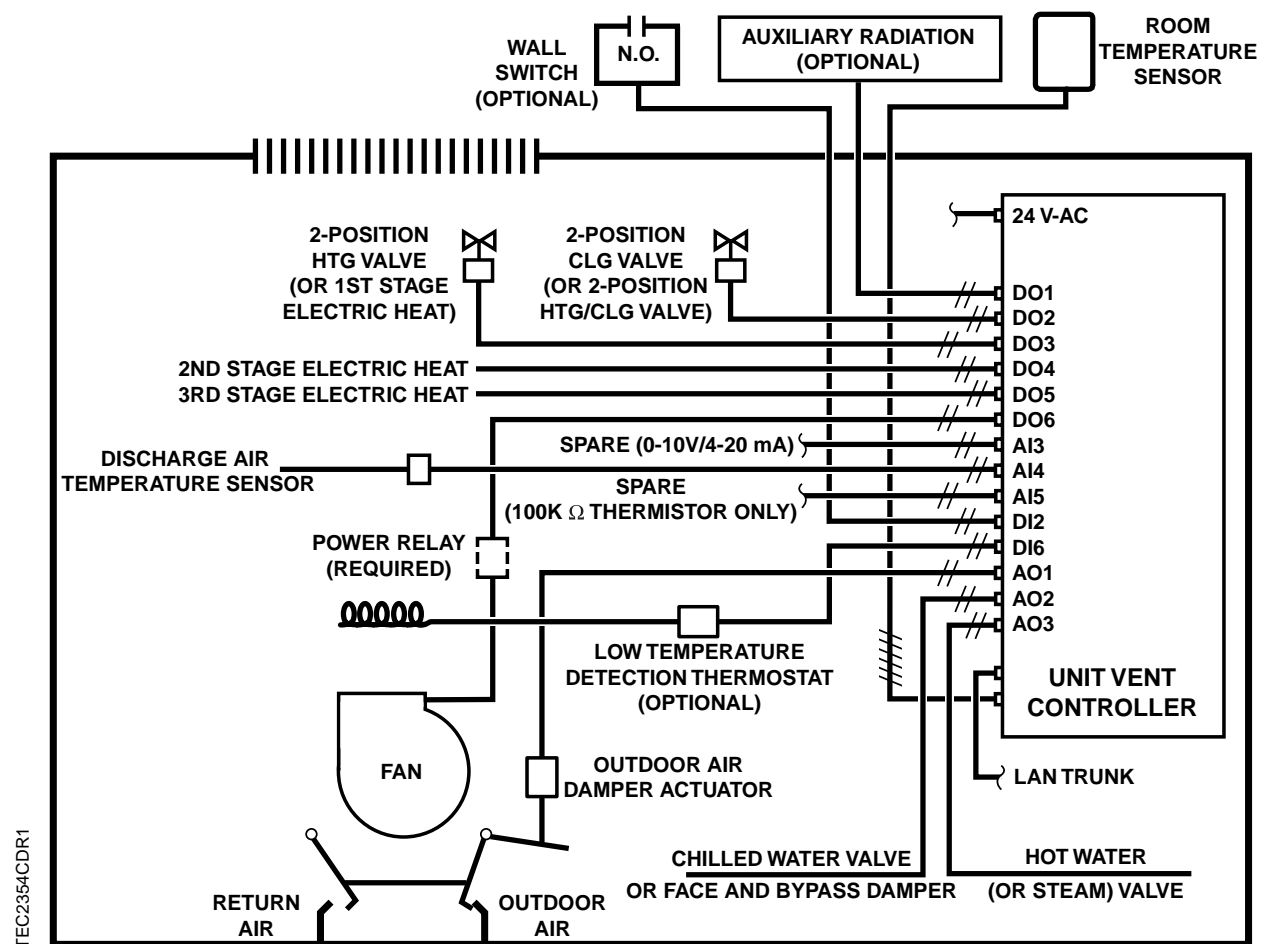 WALL
SWITCH
(OPTIONAL)
N.O.
AUXILIARY RADIATION
(OPTIONAL)
ROOM
TEMPERATURE
SENSOR
2-POSITION
HTG VALVE
(OR 1ST STAGE
ELECTRIC HEAT)
2-POSITION
CLG VALVE
(OR 2-POSITION
HTG/CLG VALVE)
2ND STAGE ELECTRIC HEAT
3RD STAGE ELECTRIC HEAT
SPARE (0-10V/4-20 mA)
DISCHARGE AIR
TEMPERATURE SENSOR
SPARE
(100K Ω THERMISTOR ONLY)
POWER RELAY
(REQUIRED)
LOW TEMPERATURE
DETECTION THERMOSTAT
(OPTIONAL)
FAN
OUTDOOR AIR
DAMPER ACTUATOR
RETURN
AIR
OUTDOOR
AIR
CHILLED WATER VALVE
OR FACE AND BYPASS DAMPER
HOT WATER
(OR STEAM) VALVE
24 V-AC
DO1
DO2
DO3
DO4
DO5
DO6
AI3
AI4
AI5
DI2
DI6
AO1
AO2
AO3
UNIT VENT
CONTROLLER
LAN TRUNK
TEC2354CDR1